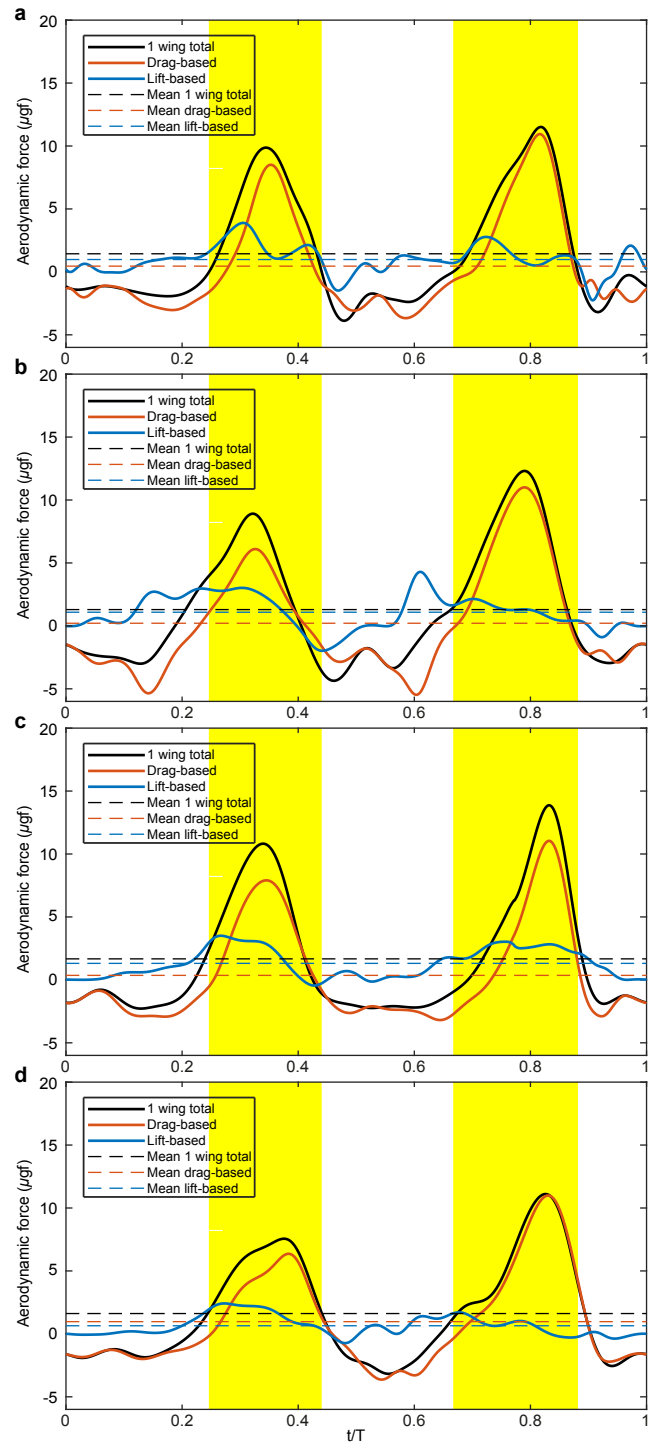 a
20
15
10
5
0
-5
Aerodynamic force (µgf)
1 wing total
Drag-based
Lift-based
Mean 1 wing total
Mean drag-based
Mean lift-based
0 0.2 0.4 0.6 0.8 1
b
20
15
10
5
0
-5
Aerodynamic force (µgf)
1 wing total
Drag-based
Lift-based
Mean 1 wing total
Mean drag-based
Mean lift-based
0 0.2 0.4 0.6 0.8 1
c
20
15
10
5
0
-5
Aerodynamic force (µgf)
1 wing total
Drag-based
Lift-based
Mean 1 wing total
Mean drag-based
Mean lift-based
0 0.2 0.4 0.6 0.8 1
d
20
15
10
5
0
-5
Aerodynamic force (µgf)
1 wing total
Drag-based
Lift-based
Mean 1 wing total
Mean drag-based
Mean lift-based
0 0.2 0.4 0.6 0.8 1
t/T